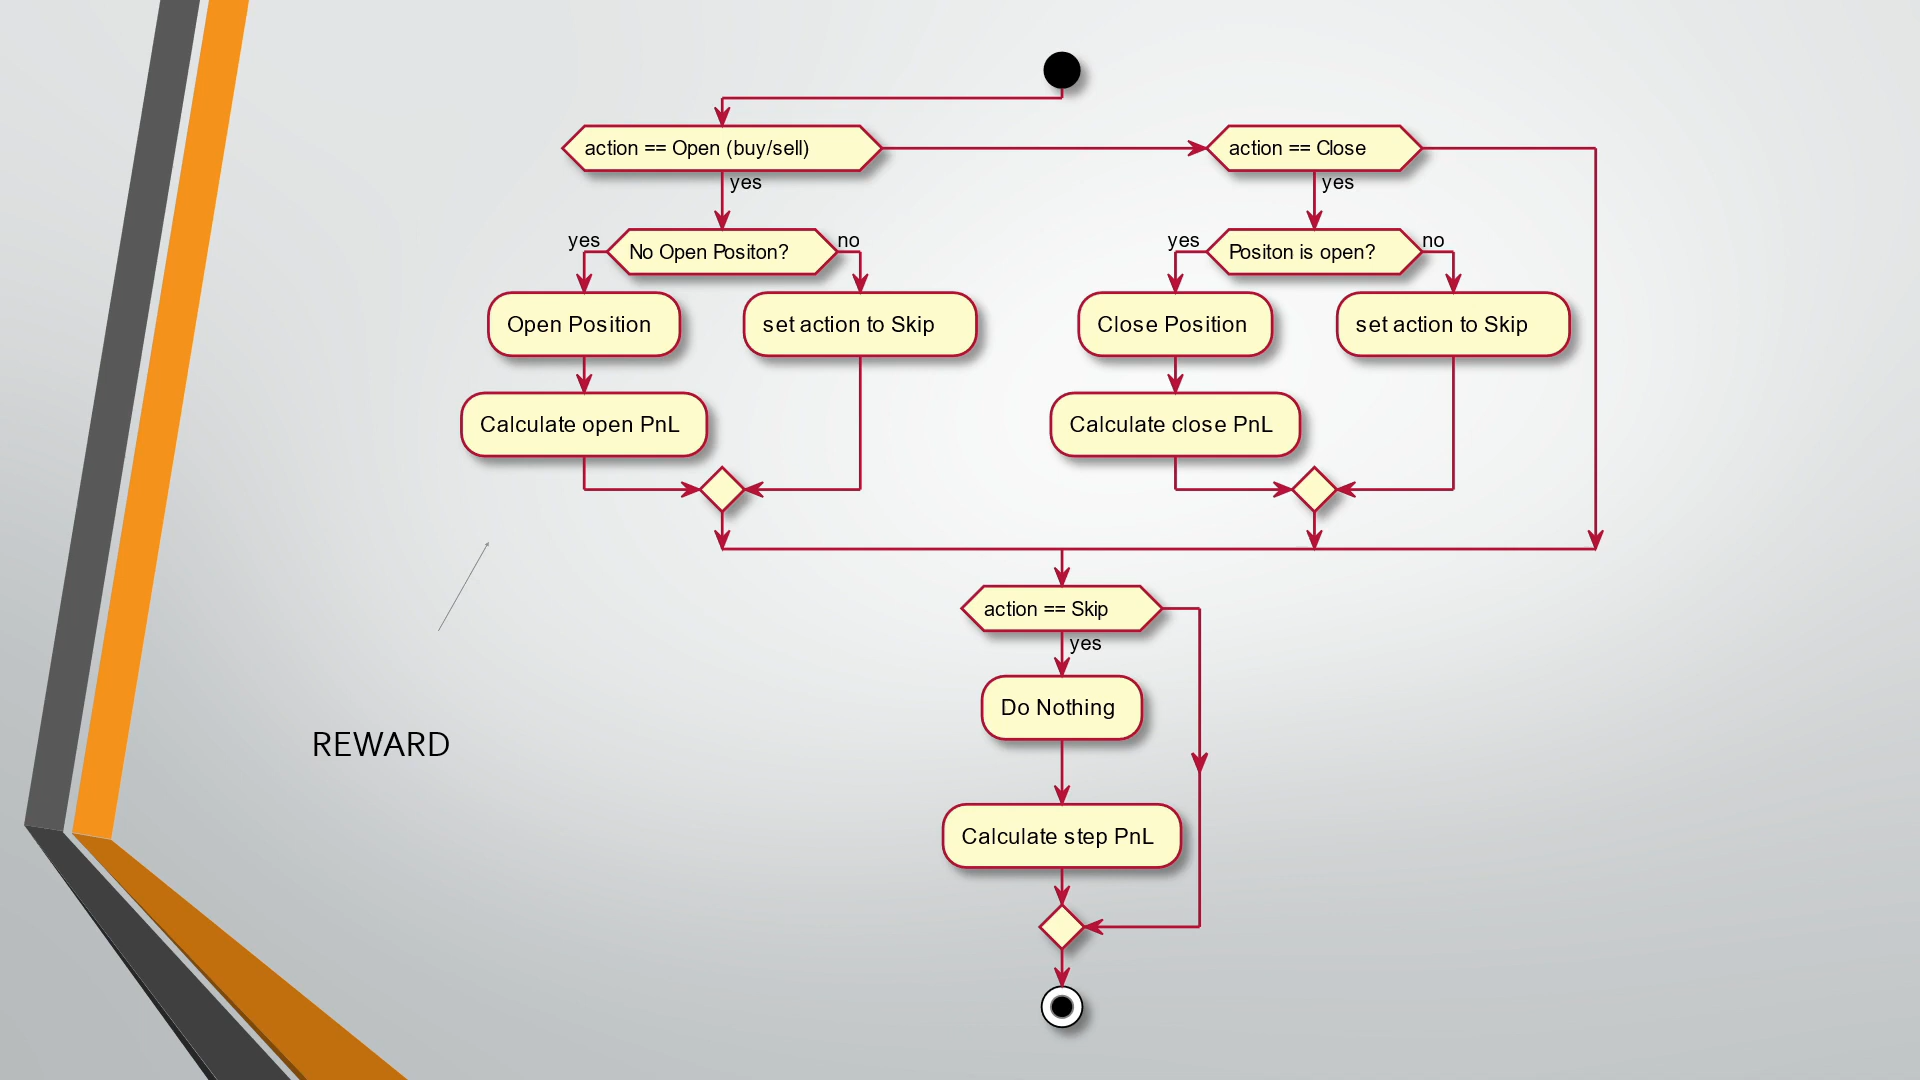 action == Open (buy/sell)
action == Close
yes
yes
yes
No Open Positon?
no
yes
Positon is open?
no
Open Position
set action to Skip
Close Position
set action to Skip
Calculate open PnL
Calculate close PnL
action == Skip
yes
Do Nothing
REWARD
Calculate step PnL